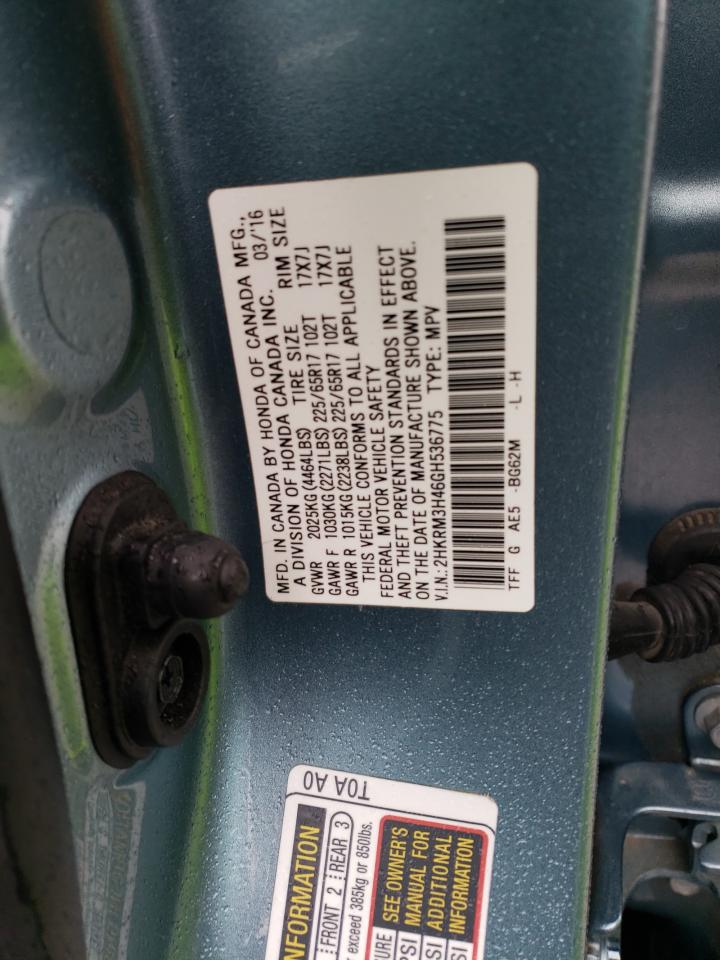 MFD. IN CANADA BY HONDA OF CANADA MFG.,
A DIVISION OF HONDA CANADA INC. 03/'16
GVWR 2025KG (4464LBS) TIRE SIZE RIM SIZE
GAWR F 1030KG (2271LBS) 225/65R17 102T 17X7J
GAWR R 1015KG (2238LBS) 225/65R17 102T 17X7J
THIS VEHICLE CONFORMS TO ALL APPLICABLE
FEDERAL MOTOR VEHICLE SAFETY
AND THEFT PREVENTION STANDARDS IN EFFECT
ON THE DATE OF MANUFACTURE SHOWN ABOVE.
V.I.N.: 2HKRM3H46GH536775 TYPE: MPV
TFF G AE5 -BG62M -L -H
T0A A0
NFORMATION
FRONT 2 REAR 3
r exceed 385kg or 850lbs.
SEE OWNER'S
MANUAL FOR
ADDITIONAL
INFORMATION